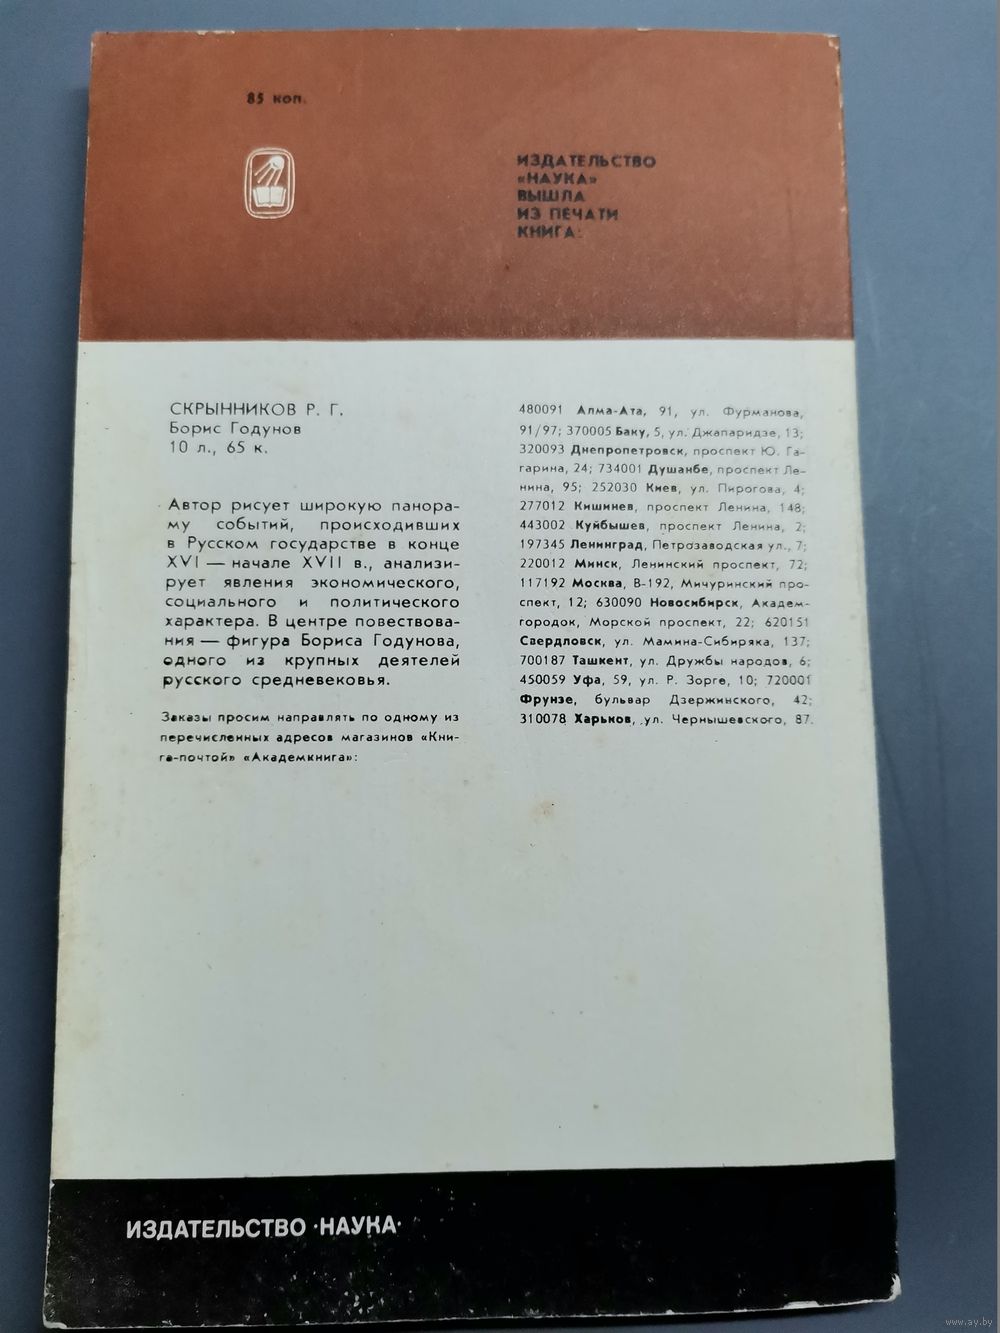 85 коп.
ИЗДАТЕЛЬСТВО
«НАУКА»
ВЫШЛА
ИЗ ПЕЧАТИ
КНИГА:
СКРЫННИКОВ Р. Г.
Борис Годунов
10 л., 65 к.
Автор рисует широкую панора-
му событий, происходивших
в Русском государстве в конце
XVI — начале XVII в., анализи-
рует явления экономического,
социального и политического
характера. В центре повествова-
ния — фигура Бориса Годунова,
одного из крупных деятелей
русского средневековья.
Заказы просим направлять по одному из
перечисленных адресов магазинов «Кни-
га-почтой» «Академкнига»:
480091 Алма-Ата, 91, ул. Фурманова,
91/97; 370005 Баку, 5, ул. Джапаридзе, 13;
320093 Днепропетровск, проспект Ю. Га-
гарина, 24; 734001 Душанбе, проспект Ле-
нина, 95; 252030 Киев, ул. Пирогова, 4;
277012 Кишинев, проспект Ленина, 148;
443002 Куйбышев, проспект Ленина, 2;
197345 Ленинград, Петрозаводская ул., 7;
220012 Минск, Ленинский проспект, 72;
117192 Москва, В-192, Мичуринский про-
спект, 12; 630090 Новосибирск, Академ-
городок, Морской проспект, 22; 620151
Свердловск, ул. Мамина-Сибиряка, 137;
700187 Ташкент, ул. Дружбы народов, 6;
450059 Уфа, 59, ул. Р. Зорге, 10; 720001
Фрунзе, бульвар Дзержинского, 42;
310078 Харьков, ул. Чернышевского, 87.
ИЗДАТЕЛЬСТВО ·НАУКА·
www.ay.by